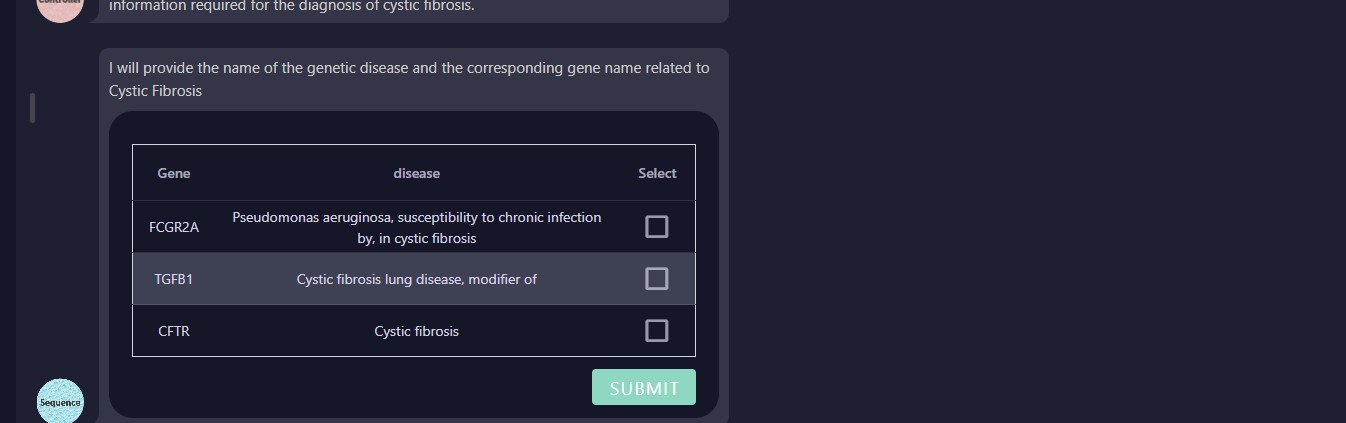 Controller
information required for the diagnosis of cystic fibrosis.
I will provide the name of the genetic disease and the corresponding gene name related to
Cystic Fibrosis
Gene disease Select
FCGR2A Pseudomonas aeruginosa, susceptibility to chronic infection
by, in cystic fibrosis
TGFB1 Cystic fibrosis lung disease, modifier of
CFTR Cystic fibrosis
SUBMIT
Sequence